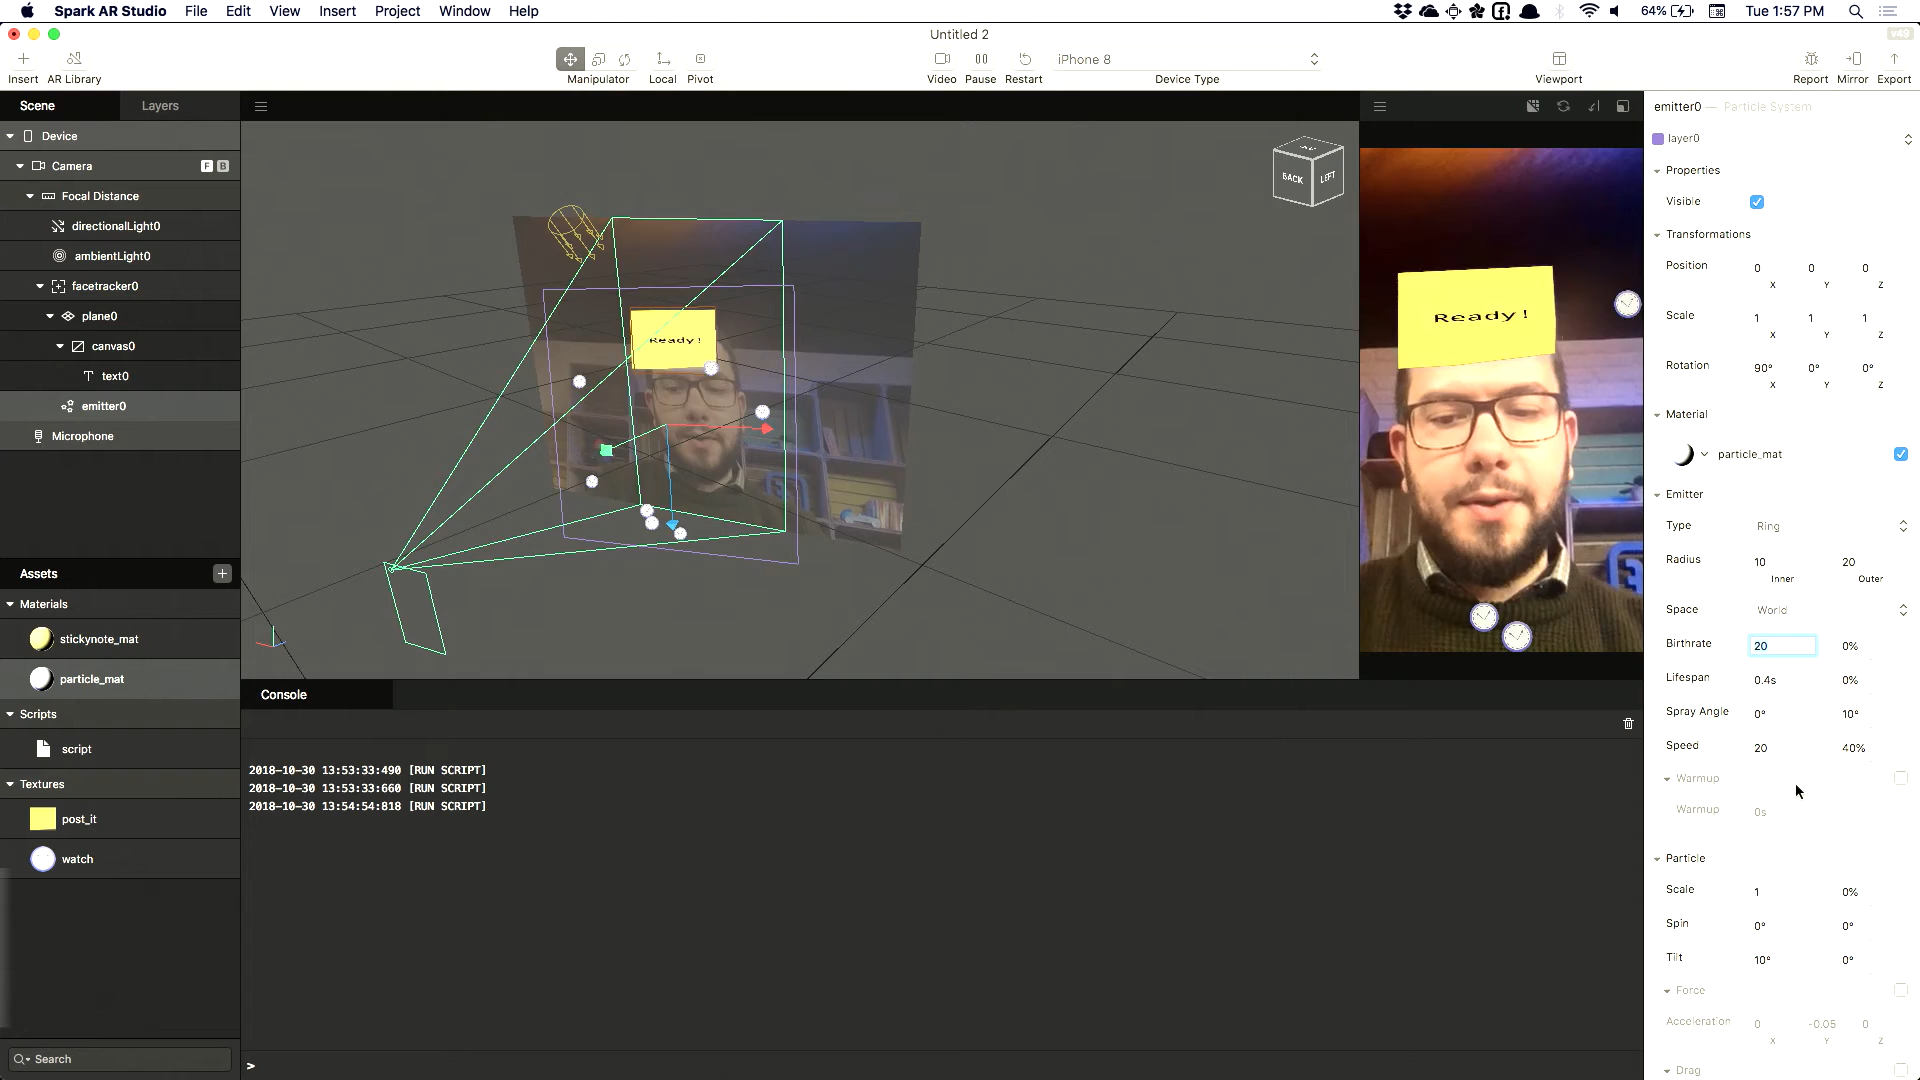 Spark AR Studio File Edit View Insert Project Window Help
64% Tue 1:57 PM
Untitled 2
v49
Insert AR Library
Manipulator Local Pivot
Video Pause Restart
iPhone 8
Device Type
Viewport
Report Mirror Export
Scene Layers
Device
Camera F B
Focal Distance
directionalLight0
ambientLight0
facetracker0
plane0
canvas0
text0
emitter0
Microphone
Assets
Materials
stickynote_mat
particle_mat
Scripts
script
Textures
post_it
watch
Search
BACK LEFT
Ready!
Ready!
Console
2018-10-30 13:53:33:490 [RUN SCRIPT]
2018-10-30 13:53:33:660 [RUN SCRIPT]
2018-10-30 13:54:54:818 [RUN SCRIPT]
>
emitter0 — Particle System
layer0
Properties
Visible
Transformations
Position 0 0 0
X Y Z
Scale 1 1 1
X Y Z
Rotation 90° 0° 0°
X Y Z
Material
particle_mat
Emitter
Type Ring
Radius 10 20
Inner Outer
Space World
Birthrate 20 0%
Lifespan 0.4s 0%
Spray Angle 0° 10°
Speed 20 40%
Warmup
Warmup 0s
Particle
Scale 1 0%
Spin 0° 0°
Tilt 10° 0°
Force
Acceleration 0 -0.05 0
X Y Z
Drag